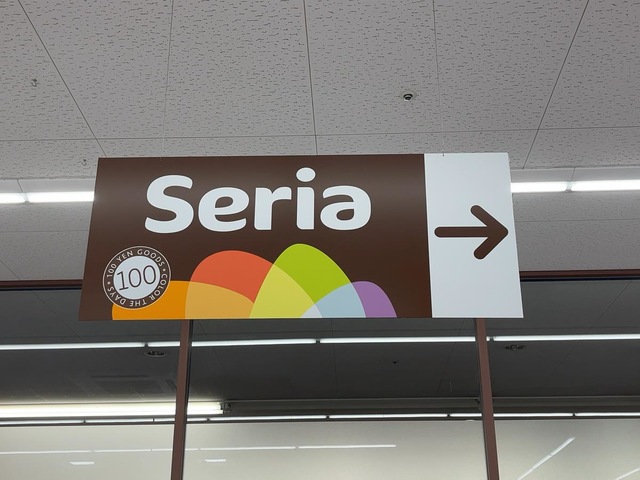 Seria
100 YEN GOODS
100
COLOR THE DAYS